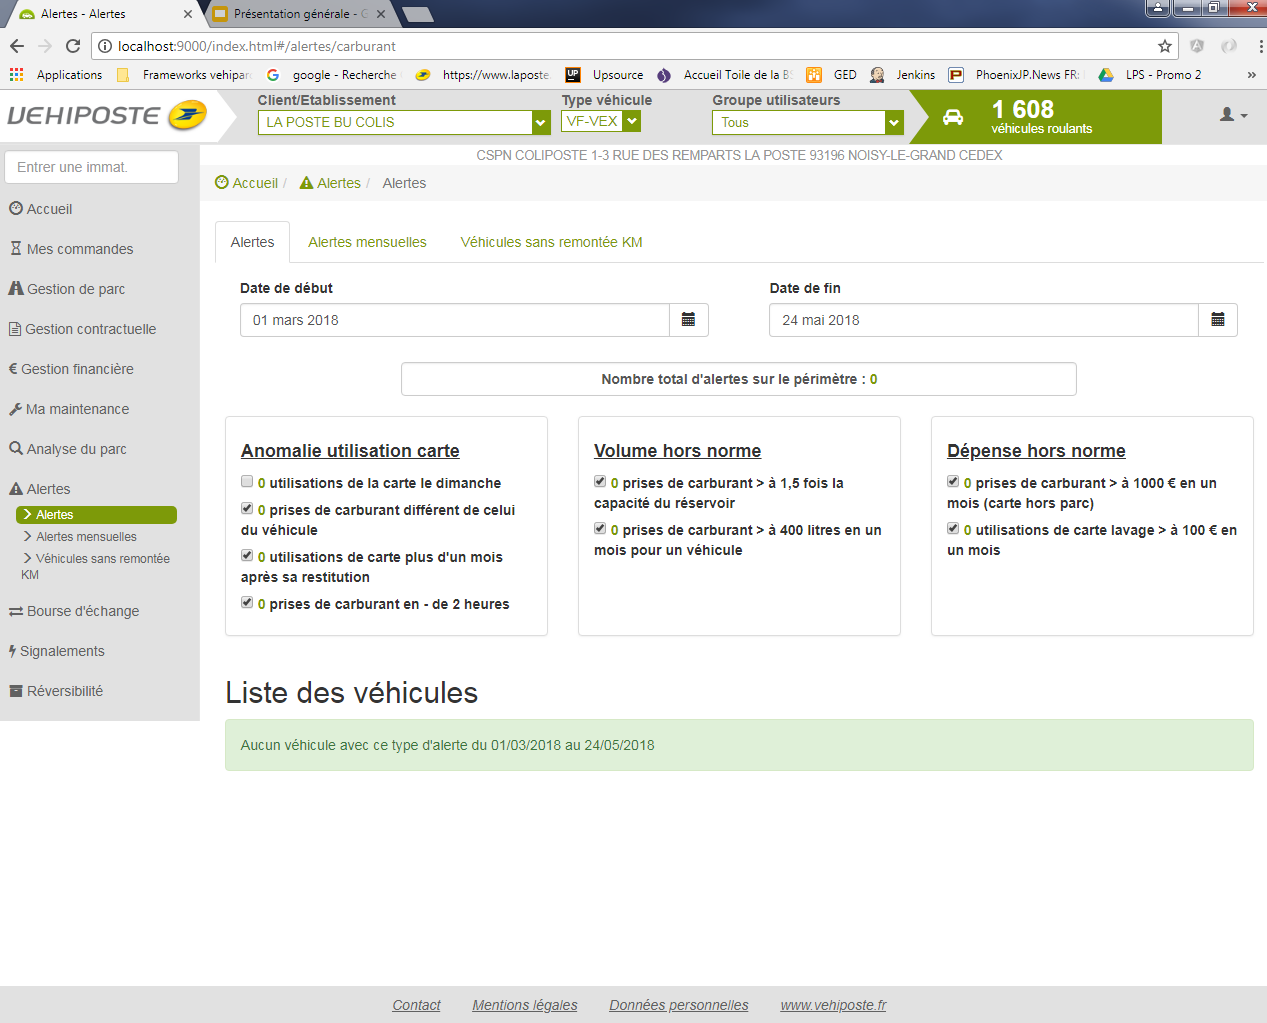 Alertes - Alertes
Présentation générale - G
localhost:9000/index.html#/alertes/carburant
Applications
Frameworks vehipar
google - Recherche
https://www.laposte.
Upsource
Accueil Toile de la BS
GED
Jenkins
PhoenixJP.News FR:
LPS - Promo 2
»
VEHIPOSTE
Client/Etablissement
Type véhicule
Groupe utilisateurs
LA POSTE BU COLIS
VF-VEX
Tous
1 608
véhicules roulants
CSPN COLIPOSTE 1-3 RUE DES REMPARTS LA POSTE 93196 NOISY-LE-GRAND CEDEX
Entrer une immat.
Accueil / Alertes / Alertes
Accueil
Mes commandes
Gestion de parc
Gestion contractuelle
€ Gestion financière
Ma maintenance
Analyse du parc
Alertes
Alertes
Alertes mensuelles
Véhicules sans remontée
KM
Bourse d'échange
Signalements
Réversibilité
Alertes
Alertes mensuelles
Véhicules sans remontée KM
Date de début
Date de fin
01 mars 2018
24 mai 2018
Nombre total d'alertes sur le périmètre : 0
Anomalie utilisation carte
0 utilisations de la carte le dimanche
0 prises de carburant différent de celui
du véhicule
0 utilisations de carte plus d'un mois
après sa restitution
0 prises de carburant en - de 2 heures
Volume hors norme
0 prises de carburant > à 1,5 fois la
capacité du réservoir
0 prises de carburant > à 400 litres en un
mois pour un véhicule
Dépense hors norme
0 prises de carburant > à 1000 € en un
mois (carte hors parc)
0 utilisations de carte lavage > à 100 € en
un mois
Liste des véhicules
Aucun véhicule avec ce type d'alerte du 01/03/2018 au 24/05/2018
Contact
Mentions légales
Données personnelles
www.vehiposte.fr